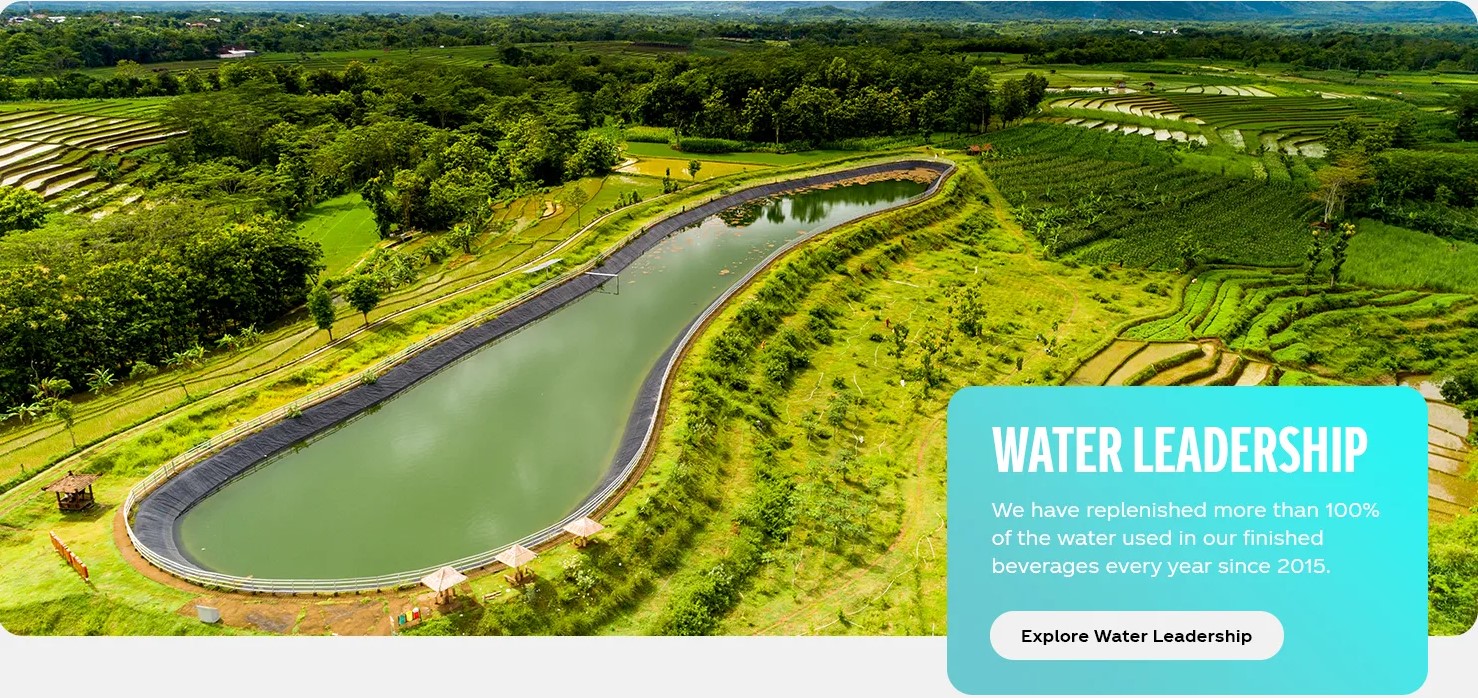 WATER LEADERSHIP
We have replenished more than 100%
of the water used in our finished
beverages every year since 2015.
Explore Water Leadership